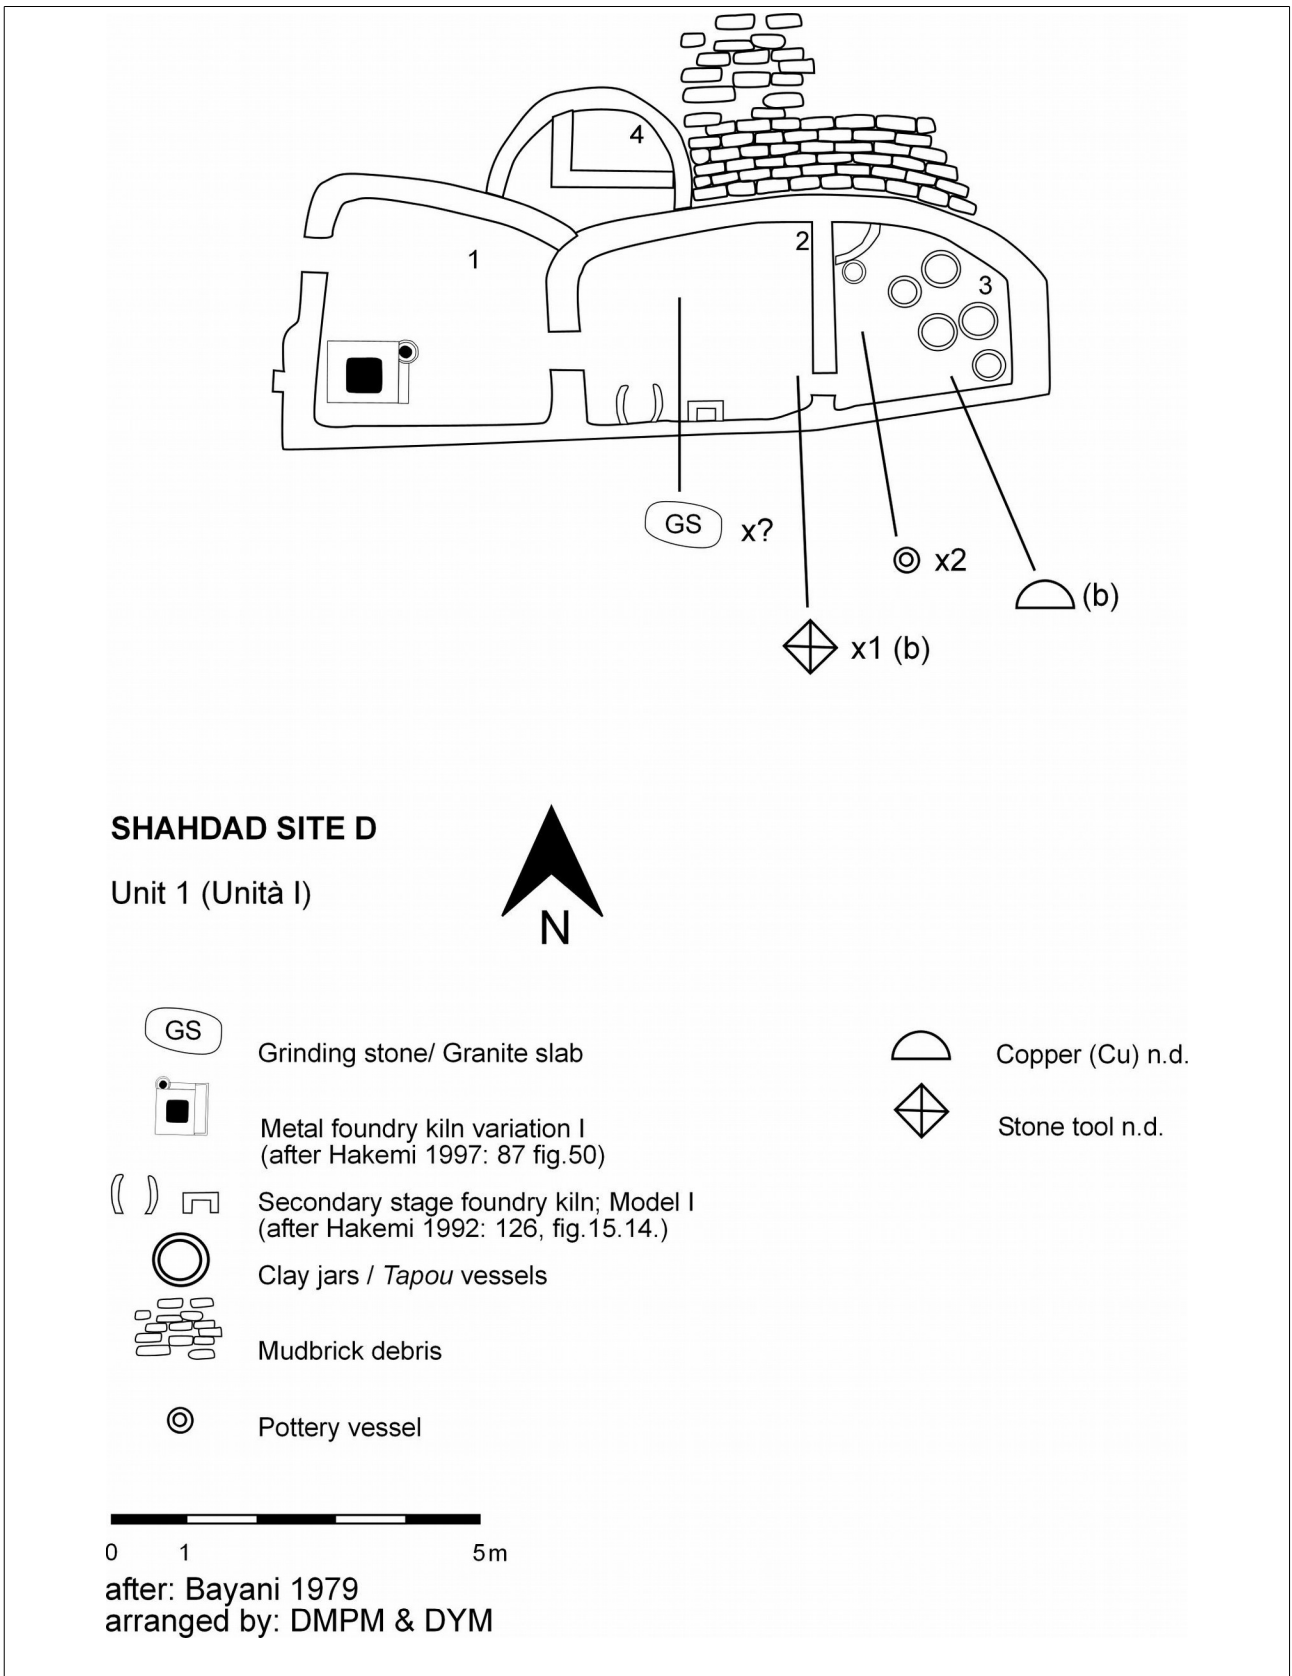 4
1
2
3
GS x?
x2
(b)
x1 (b)
SHAHDAD SITE D
Unit 1 (Unità I)
N
GS
Grinding stone/ Granite slab
Metal foundry kiln variation I
(after Hakemi 1997: 87 fig.50)
Secondary stage foundry kiln; Model I
(after Hakemi 1992: 126, fig.15.14.)
Clay jars / Tapou vessels
Mudbrick debris
Pottery vessel
Copper (Cu) n.d.
Stone tool n.d.
0 1 5m
after: Bayani 1979
arranged by: DMPM & DYM